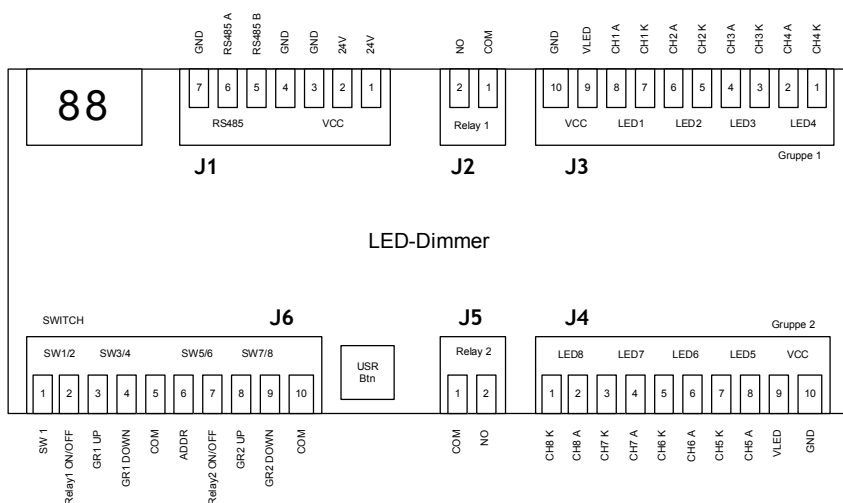 GND RS485 A RS485 B GND GND 24V 24V NO COM GND VLED CH1 A CH1 K CH2 A CH2 K CH3 A CH3 K CH4 A CH4 K
88 7 6 5 4 3 2 1 2 1 10 9 8 7 6 5 4 3 2 1
RS485 VCC Relay 1 VCC LED1 LED2 LED3 LED4
J1 J2 J3 Gruppe 1
LED-Dimmer
SWITCH J6 J5 J4 Gruppe 2
SW1/2 SW3/4 SW5/6 SW7/8 Relay 2 LED8 LED7 LED6 LED5 VCC
USR
Btn
1 2 3 4 5 6 7 8 9 10 1 2 1 2 3 4 5 6 7 8 9 10
SW 1 Relay1 ON/OFF GR1 UP GR1 DOWN COM ADDR Relay2 ON/OFF GR2 UP GR2 DOWN COM COM NO CH8 K CH8 A CH7 K CH7 A CH6 K CH6 A CH5 K CH5 A VLED GND